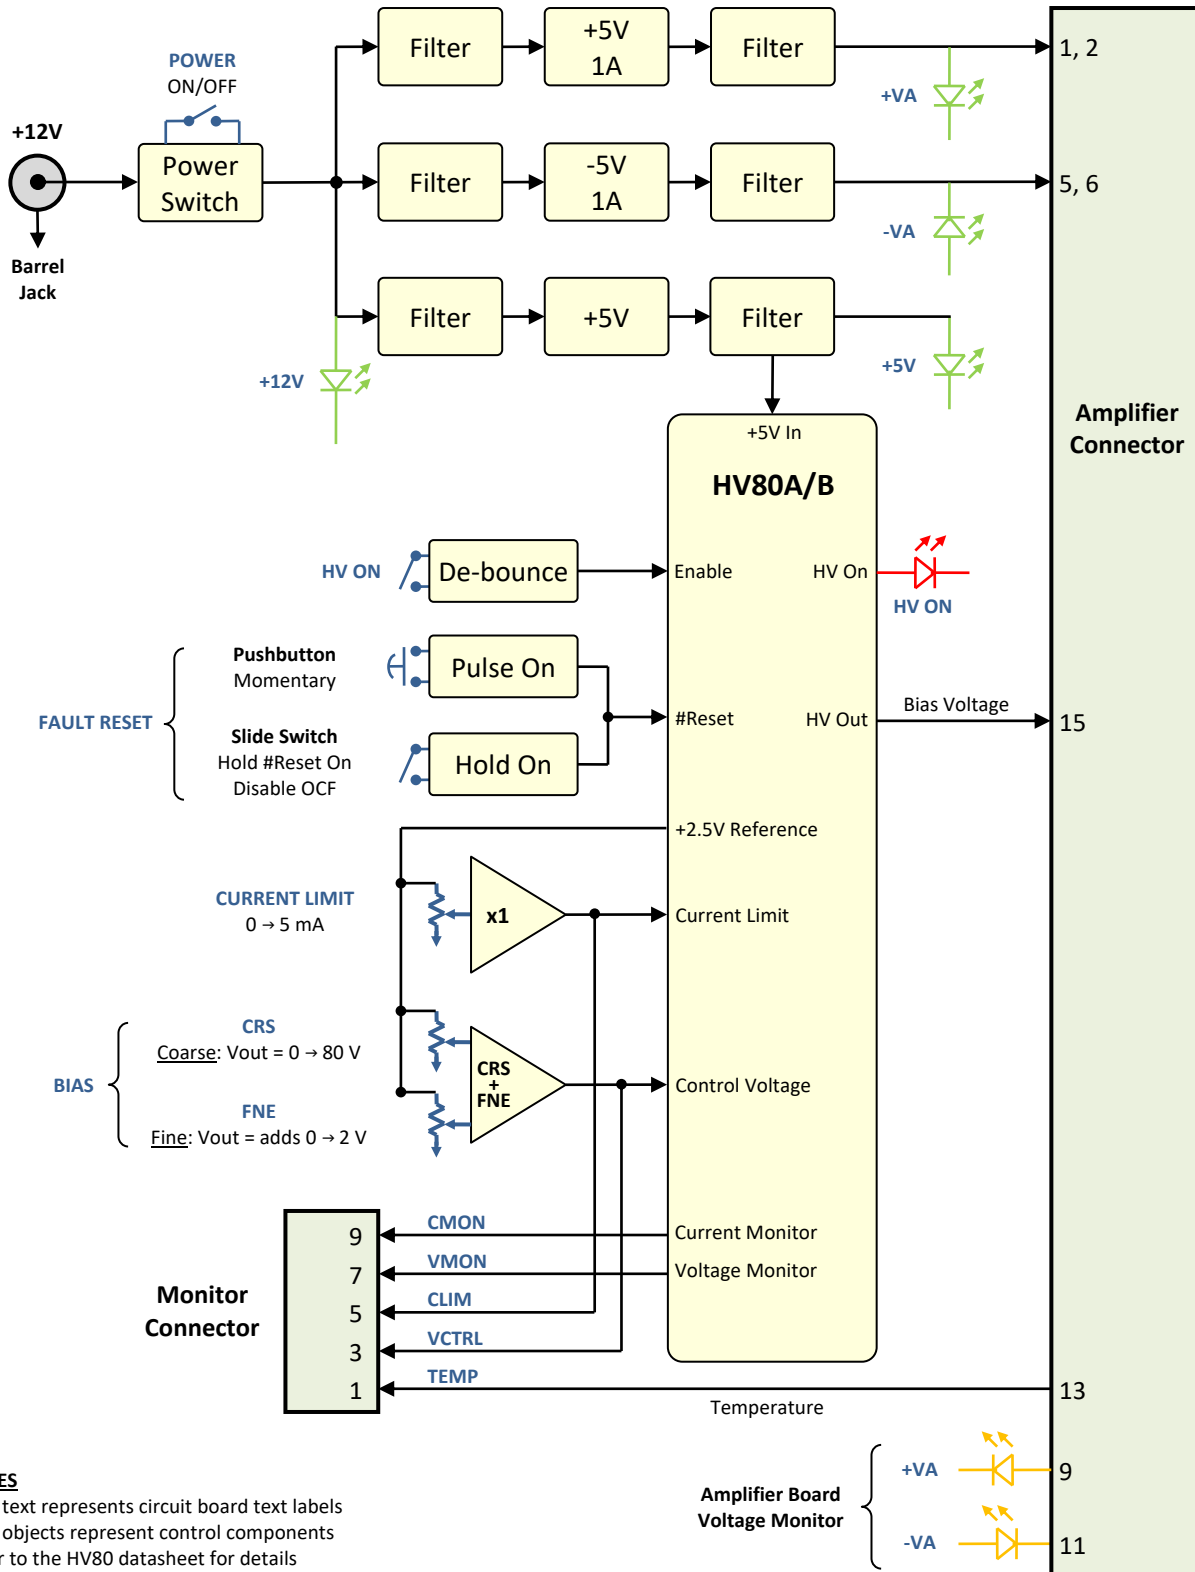 POWER
ON/OFF
+12V
Power
Switch
Barrel
Jack
Filter
+5V
1A
Filter
+VA
1, 2
Filter
-5V
1A
Filter
-VA
5, 6
Filter
+5V
Filter
+12V
+5V
Amplifier
Connector
+5V In
HV80A/B
HV ON
De-bounce
Enable
HV On
HV ON
Pushbutton
Momentary
Pulse On
FAULT RESET
#Reset
HV Out
Bias Voltage
15
Slide Switch
Hold #Reset On
Disable OCF
Hold On
+2.5V Reference
CURRENT LIMIT
0 → 5 mA
x1
Current Limit
BIAS
CRS
Coarse: Vout = 0 → 80 V
FNE
Fine: Vout = adds 0 → 2 V
CRS
+
FNE
Control Voltage
Monitor
Connector
9
CMON
Current Monitor
7
VMON
Voltage Monitor
5
CLIM
3
VCTRL
1
TEMP
Temperature
13
Amplifier Board
Voltage Monitor
+VA
9
-VA
11
text represents circuit board text labels
objects represent control components
to the HV80 datasheet for details